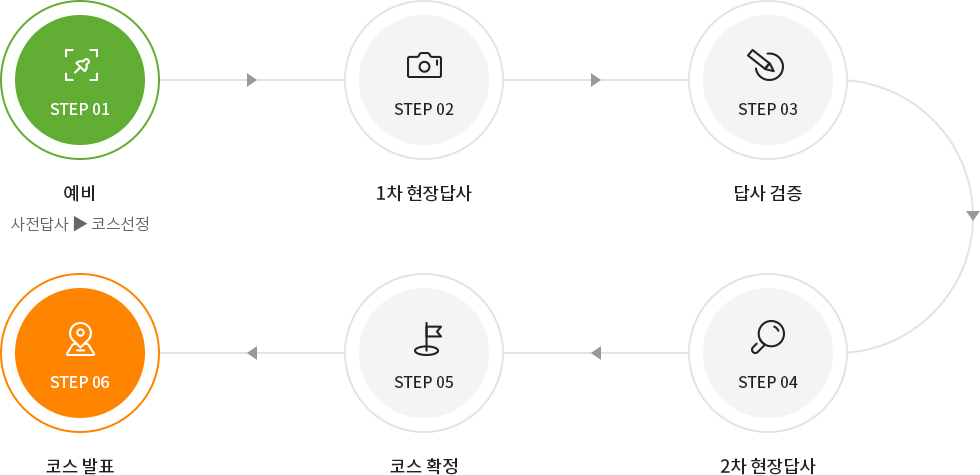 STEP 01
예비
사전답사 ▶ 코스선정
STEP 02
1차 현장답사
STEP 03
답사 검증
STEP 04
2차 현장답사
STEP 05
코스 확정
STEP 06
코스 발표